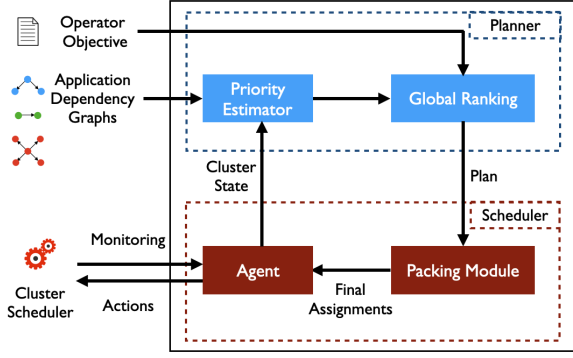 Operator
Objective
Planner
Application
Dependency
Graphs
Priority
Estimator
Global Ranking
Cluster
State
Plan
Scheduler
Monitoring
Agent
Packing Module
Cluster
Scheduler
Actions
Final
Assignments